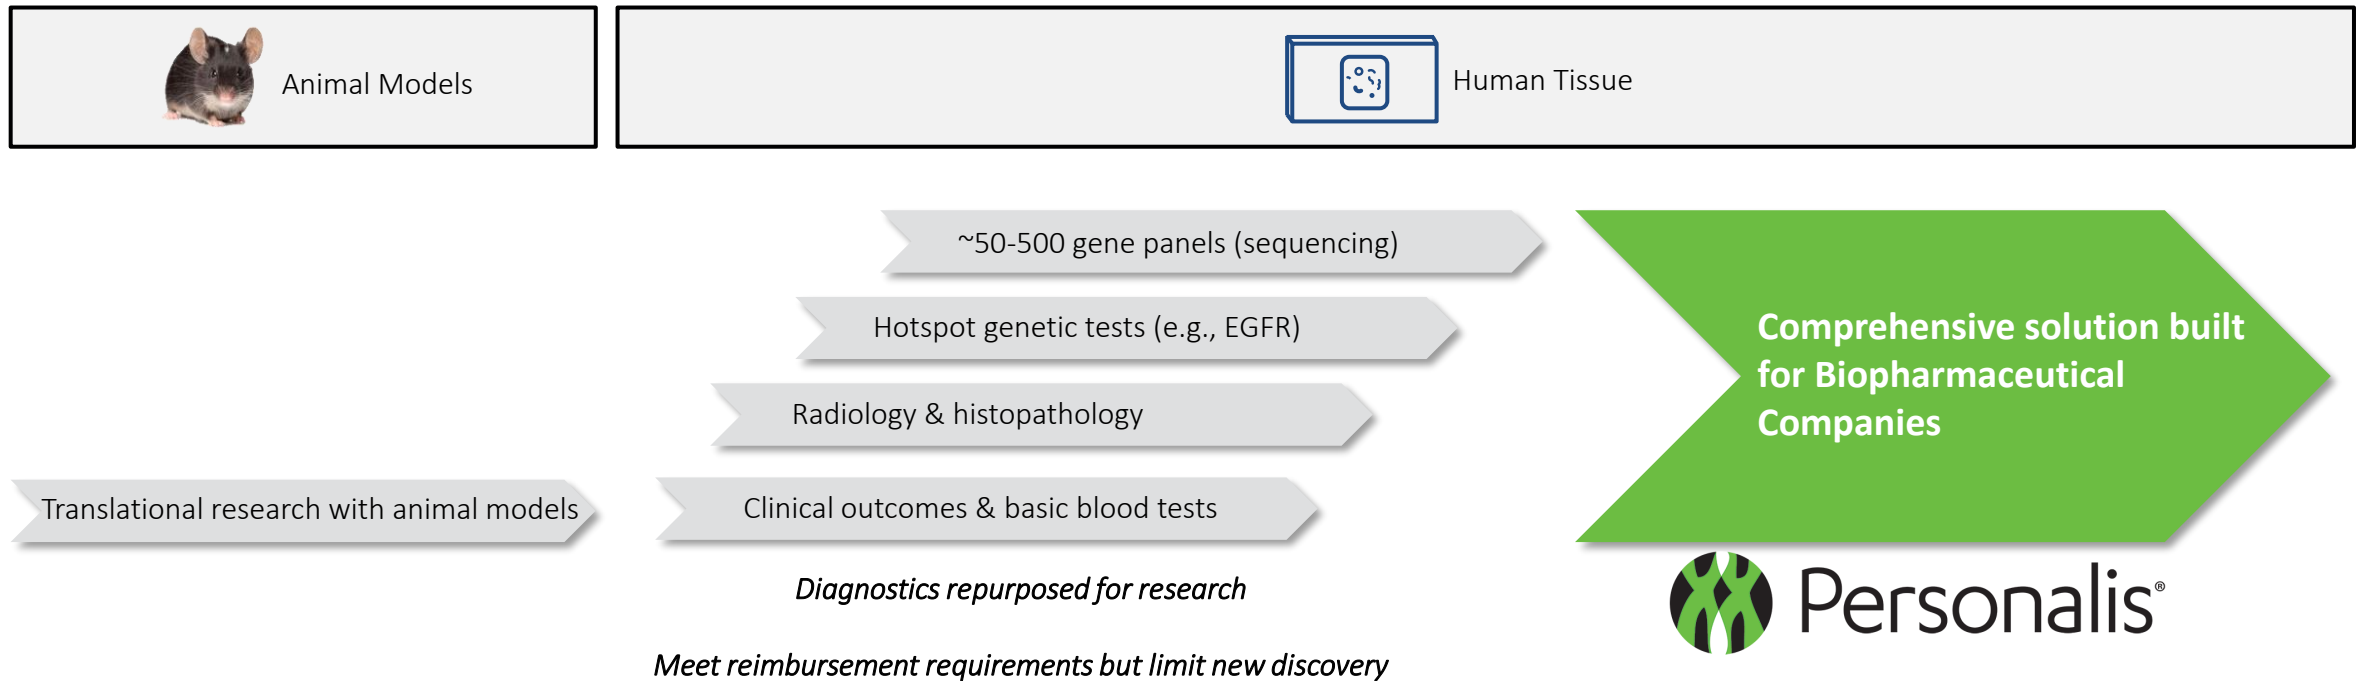 Animal Models
Human Tissue
~50-500 gene panels (sequencing)
Hotspot genetic tests (e.g., EGFR)
Radiology & histopathology
Translational research with animal models
Clinical outcomes & basic blood tests
Comprehensive solution built
for Biopharmaceutical
Companies
Diagnostics repurposed for research
Meet reimbursement requirements but limit new discovery
Personalis®